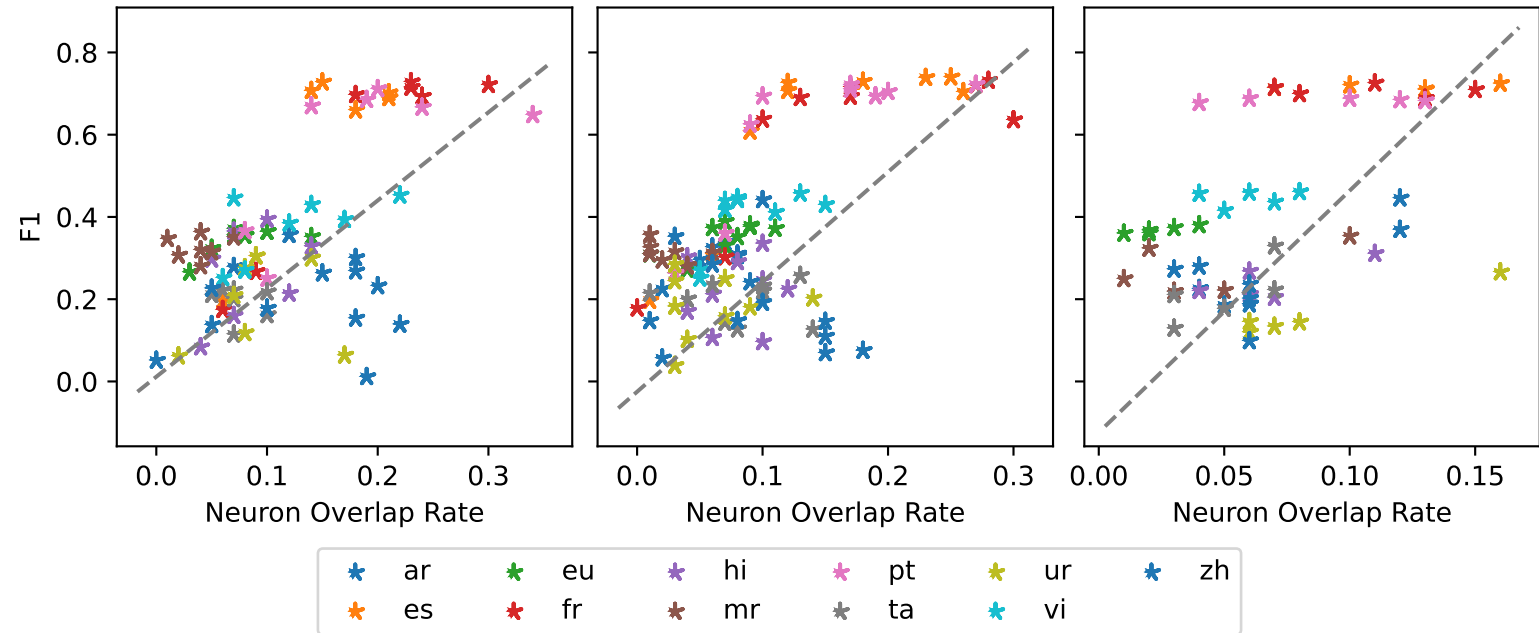 F1
0.8
0.6
0.4
0.2
0.0
0.0 0.1 0.2 0.3
0.0 0.1 0.2 0.3
0.00 0.05 0.10 0.15
Neuron Overlap Rate
Neuron Overlap Rate
Neuron Overlap Rate
ar eu hi pt ur zh
es fr mr ta vi